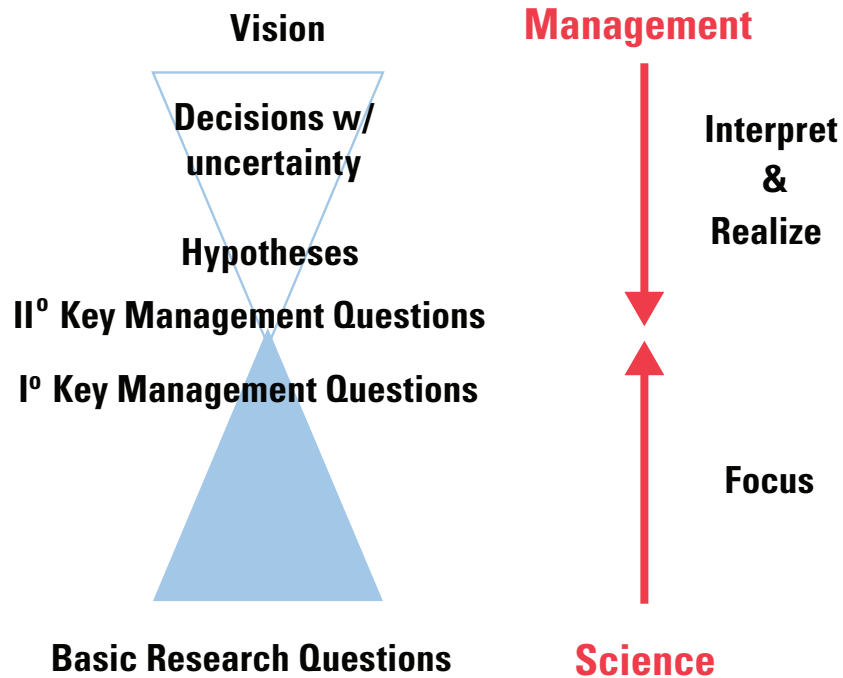 Vision
Decisions w/
uncertainty
Hypotheses
IIº Key Management Questions
Iº Key Management Questions
Basic Research Questions
Management
Interpret
&
Realize
Focus
Science